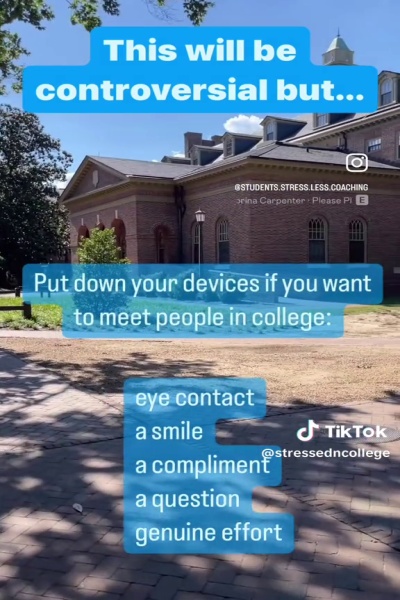 This will be
controversial but...
@STUDENTS.STRESS.LESS.COACHING
rina Carpenter · Please Pl E
Put down your devices if you want
to meet people in college:
eye contact
a smile
a compliment
a question
genuine effort
TikTok
@stressedncollege